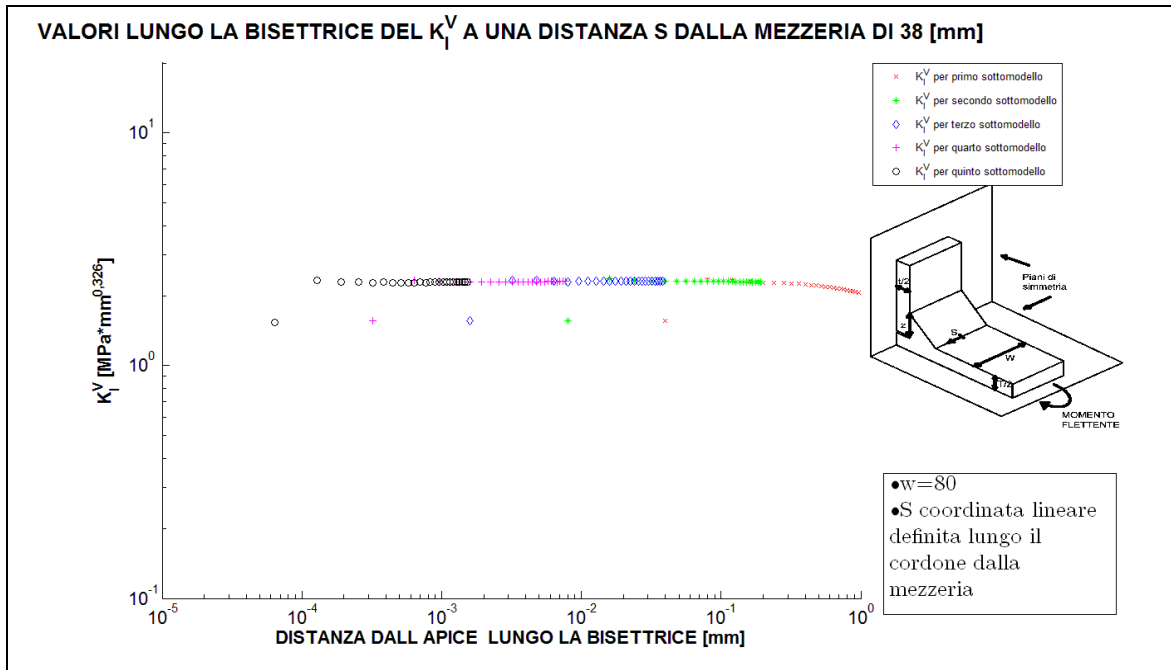 VALORI LUNGO LA BISETTRICE DEL K_I^V A UNA DISTANZA S DALLA MEZZERIA DI 38 [mm]
K_I^V per primo sottomodello
K_I^V per secondo sottomodello
K_I^V per terzo sottomodello
K_I^V per quarto sottomodello
K_I^V per quinto sottomodello
K_I^V [MPa*mm^0,326]
10^1
10^0
10^-1
10^-5
10^-4
10^-3
10^-2
10^-1
10^0
DISTANZA DALL APICE LUNGO LA BISETTRICE [mm]
t/2
z
S
W
T/2
Piani di
simmetria
MOMENTO
FLETTENTE
●w=80
●S coordinata lineare
definita lungo il
cordone dalla
mezzeria